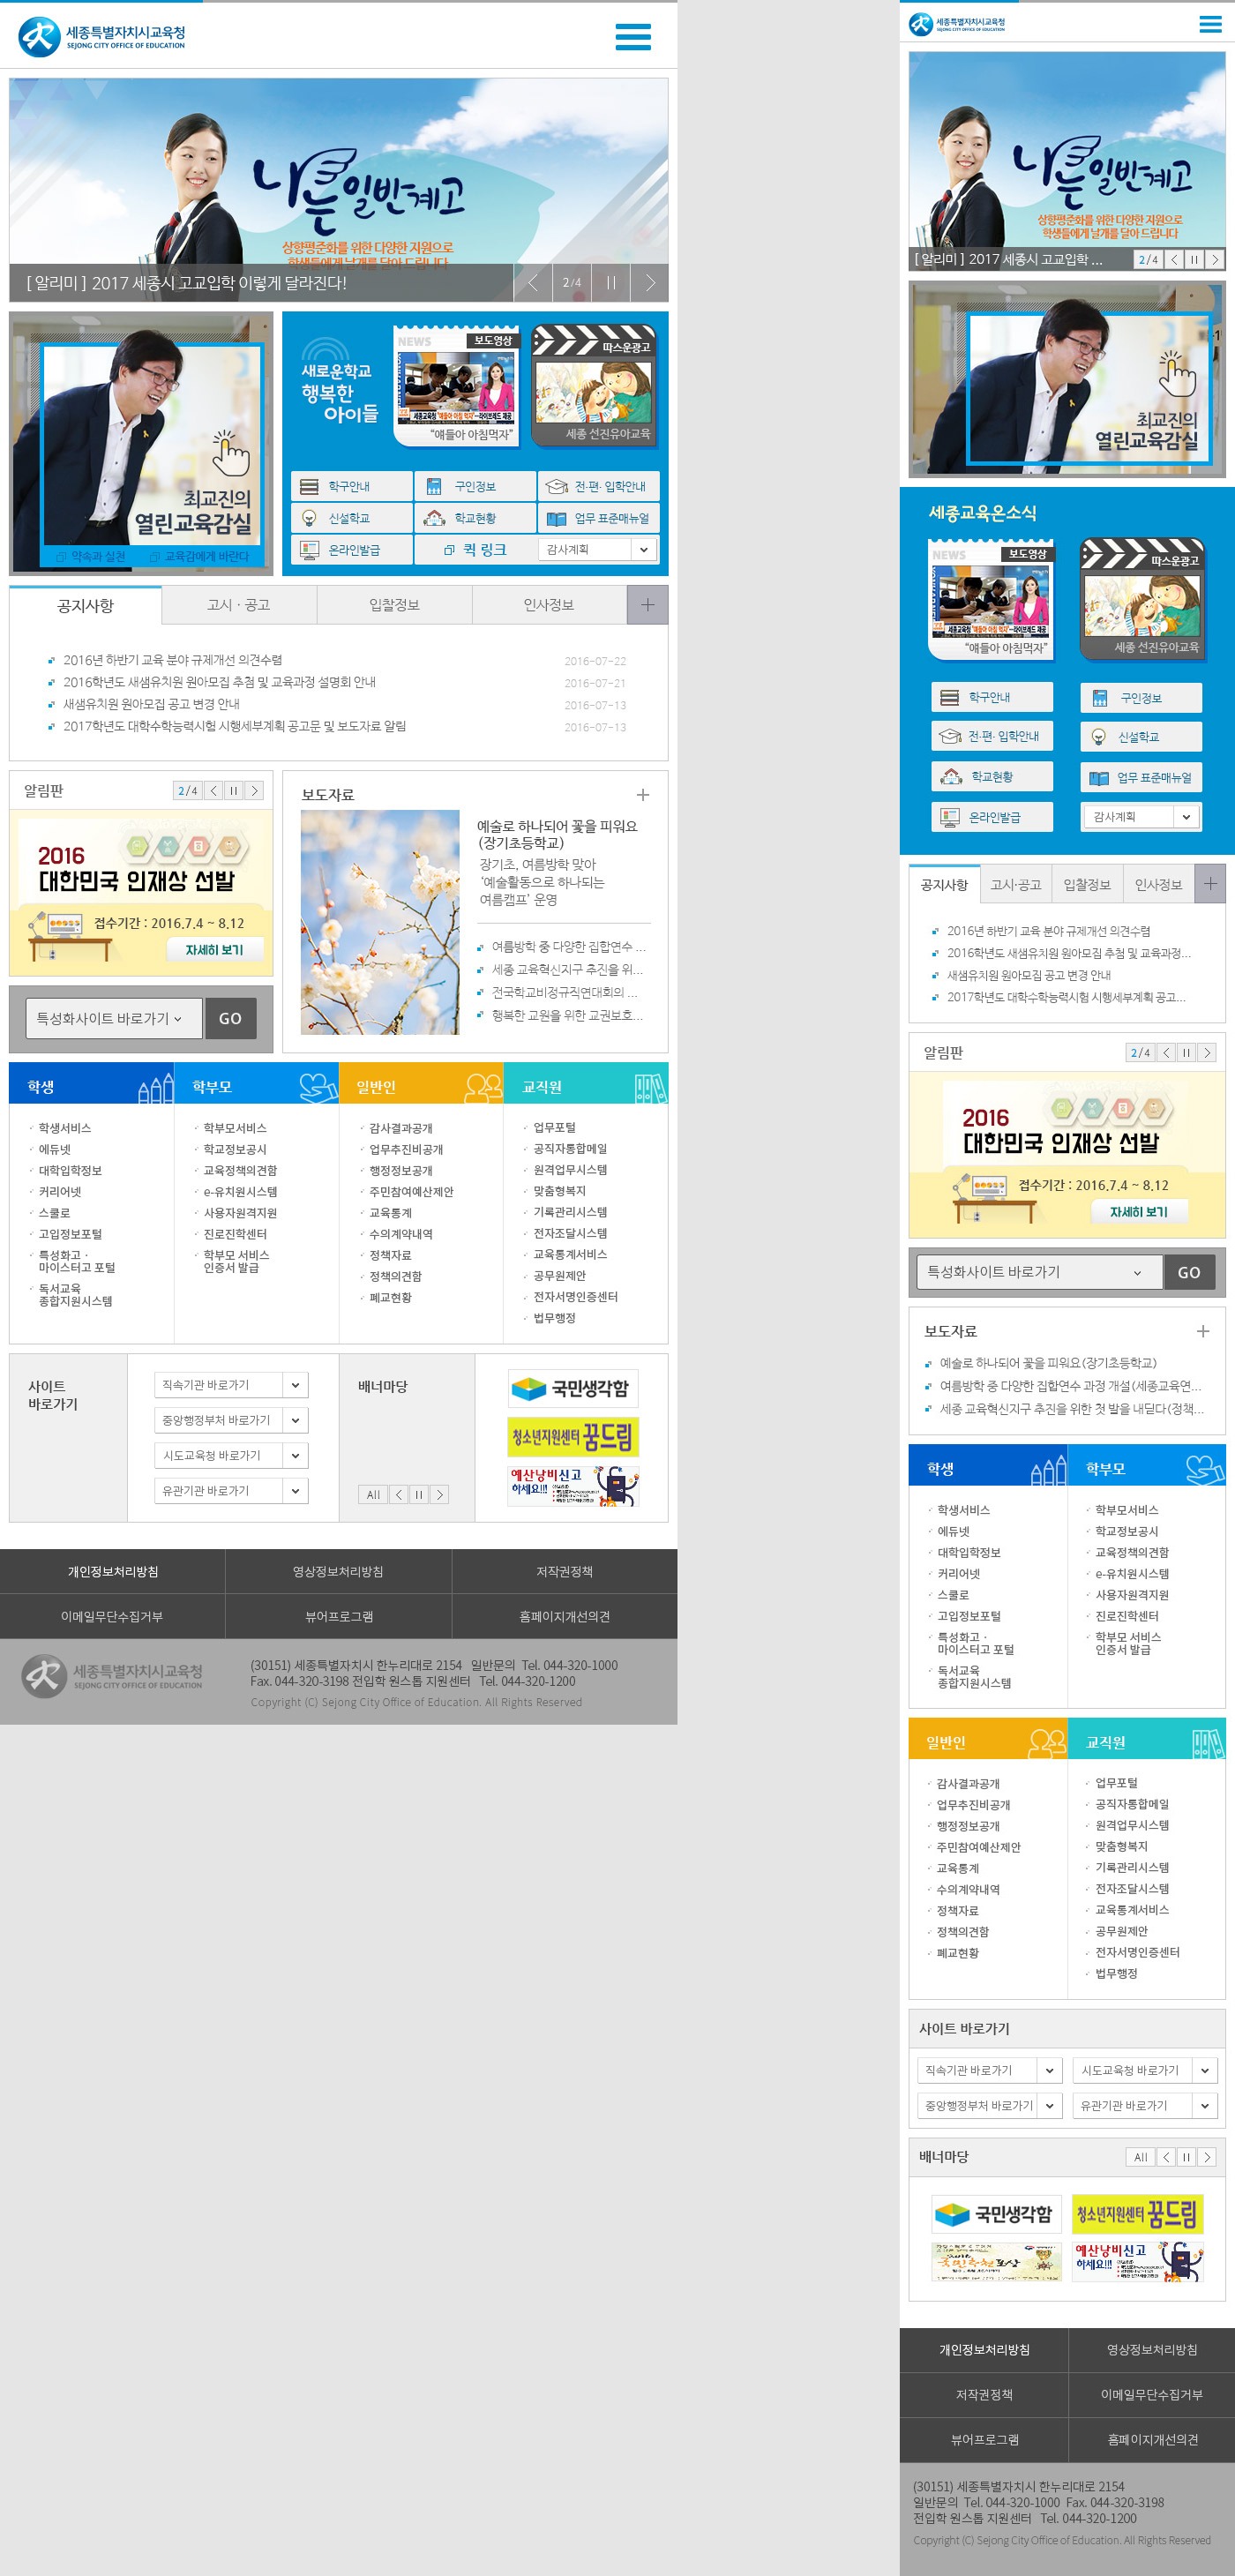 세종특별자치시교육청
SEJONG CITY OFFICE OF EDUCATION
나른일반계고
상향평준화를 위한 다양한 지원으로
학생들에게 날개를 달아 드립니다
[ 알리미 ] 2017 세종시 고교입학 이렇게 달라진다!
2/4
최교진의
열린교육감실
약속과 실천
교육감에게 바란다
새로운학교
행복한
아이들
NEWS
보도영상
세종교육청 "얘들아 아침 먹자"...라이브레드 제공
“얘들아 아침먹자”
따스운광고
세종 선진유아교육
학구안내
구인정보
전·편· 입학안내
신설학교
학교현황
업무 표준매뉴얼
온라인발급
퀵 링크
감사계획
공지사항
고시 · 공고
입찰정보
인사정보
2016년 하반기 교육 분야 규제개선 의견수렴
2016-07-22
2016학년도 새샘유치원 원아모집 추첨 및 교육과정 설명회 안내
2016-07-21
새샘유치원 원아모집 공고 변경 안내
2016-07-13
2017학년도 대학수학능력시험 시행세부계획 공고문 및 보도자료 알림
2016-07-13
알림판
2/4
2016
대한민국 인재상 선발
접수기간 : 2016.7.4 ~ 8.12
자세히 보기
특성화사이트 바로가기
GO
보도자료
예술로 하나되어 꽃을 피워요
(장기초등학교)
장기초, 여름방학 맞아
‘예술활동으로 하나되는
여름캠프’ 운영
여름방학 중 다양한 집합연수 ...
세종 교육혁신지구 추진을 위...
전국학교비정규직연대회의 ...
행복한 교원을 위한 교권보호...
학생
학생서비스
에듀넷
대학입학정보
커리어넷
스쿨로
고입정보포털
특성화고 ·
마이스터고 포털
독서교육
종합지원시스템
학부모
학부모서비스
학교정보공시
교육정책의견함
e-유치원시스템
사용자원격지원
진로진학센터
학부모 서비스
인증서 발급
일반인
감사결과공개
업무추진비공개
행정정보공개
주민참여예산제안
교육통계
수의계약내역
정책자료
정책의견함
폐교현황
교직원
업무포털
공직자통합메일
원격업무시스템
맞춤형복지
기록관리시스템
전자조달시스템
교육통계서비스
공무원제안
전자서명인증센터
법무행정
사이트
바로가기
직속기관 바로가기
중앙행정부처 바로가기
시도교육청 바로가기
유관기관 바로가기
배너마당
All
국민생각함
청소년지원센터 꿈드림
예산낭비신고
하세요!!!
개인정보처리방침
영상정보처리방침
저작권정책
이메일무단수집거부
뷰어프로그램
홈페이지개선의견
세종특별자치시교육청
SEJONG CITY OFFICE OF EDUCATION
(30151) 세종특별자치시 한누리대로 2154 일반문의 Tel. 044-320-1000
Fax. 044-320-3198 전입학 원스톱 지원센터 Tel. 044-320-1200
Copyright (C) Sejong City Office of Education. All Rights Reserved
세종특별자치시교육청
SEJONG CITY OFFICE OF EDUCATION
나른일반계고
상향평준화를 위한 다양한 지원으로
학생들에게 날개를 달아 드립니다
[ 알리미 ] 2017 세종시 고교입학 ...
2/4
최교진의
열린교육감실
세종교육온소식
NEWS
보도영상
세종교육청 "얘들아 아침 먹자"...라이브레드 제공
“얘들아 아침먹자”
따스운광고
세종 선진유아교육
학구안내
구인정보
전·편· 입학안내
신설학교
학교현황
업무 표준매뉴얼
온라인발급
감사계획
공지사항
고시·공고
입찰정보
인사정보
2016년 하반기 교육 분야 규제개선 의견수렴
2016학년도 새샘유치원 원아모집 추첨 및 교육과정...
새샘유치원 원아모집 공고 변경 안내
2017학년도 대학수학능력시험 시행세부계획 공고...
알림판
2/4
2016
대한민국 인재상 선발
접수기간 : 2016.7.4 ~ 8.12
자세히 보기
특성화사이트 바로가기
GO
보도자료
예술로 하나되어 꽃을 피워요(장기초등학교)
여름방학 중 다양한 집합연수 과정 개설(세종교육연...
세종 교육혁신지구 추진을 위한 첫 발을 내딛다(정책...
학생
학생서비스
에듀넷
대학입학정보
커리어넷
스쿨로
고입정보포털
특성화고 ·
마이스터고 포털
독서교육
종합지원시스템
학부모
학부모서비스
학교정보공시
교육정책의견함
e-유치원시스템
사용자원격지원
진로진학센터
학부모 서비스
인증서 발급
일반인
감사결과공개
업무추진비공개
행정정보공개
주민참여예산제안
교육통계
수의계약내역
정책자료
정책의견함
폐교현황
교직원
업무포털
공직자통합메일
원격업무시스템
맞춤형복지
기록관리시스템
전자조달시스템
교육통계서비스
공무원제안
전자서명인증센터
법무행정
사이트 바로가기
직속기관 바로가기
시도교육청 바로가기
중앙행정부처 바로가기
유관기관 바로가기
배너마당
All
국민생각함
청소년지원센터 꿈드림
국민추천포상
예산낭비신고
하세요!!!
개인정보처리방침
영상정보처리방침
저작권정책
이메일무단수집거부
뷰어프로그램
홈페이지개선의견
(30151) 세종특별자치시 한누리대로 2154
일반문의 Tel. 044-320-1000 Fax. 044-320-3198
전입학 원스톱 지원센터 Tel. 044-320-1200
Copyright (C) Sejong City Office of Education. All Rights Reserved